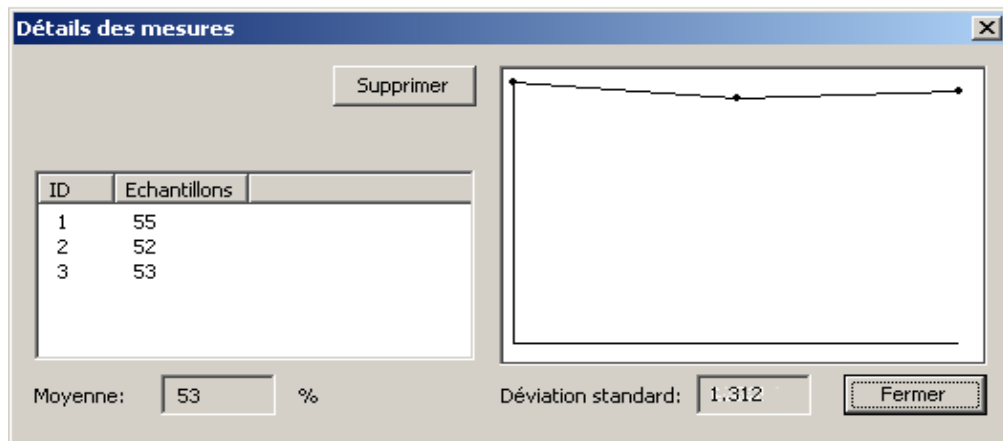 Détails des mesures
Supprimer
ID Echantillons
1 55
2 52
3 53
Moyenne: 53 %
Déviation standard: 1.312
Fermer